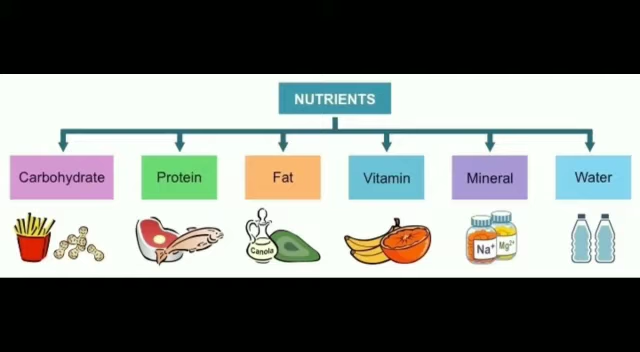 NUTRIENTS
Carbohydrate
Protein
Fat
Vitamin
Mineral
Water
Canola
Na⁺
Mg²⁺